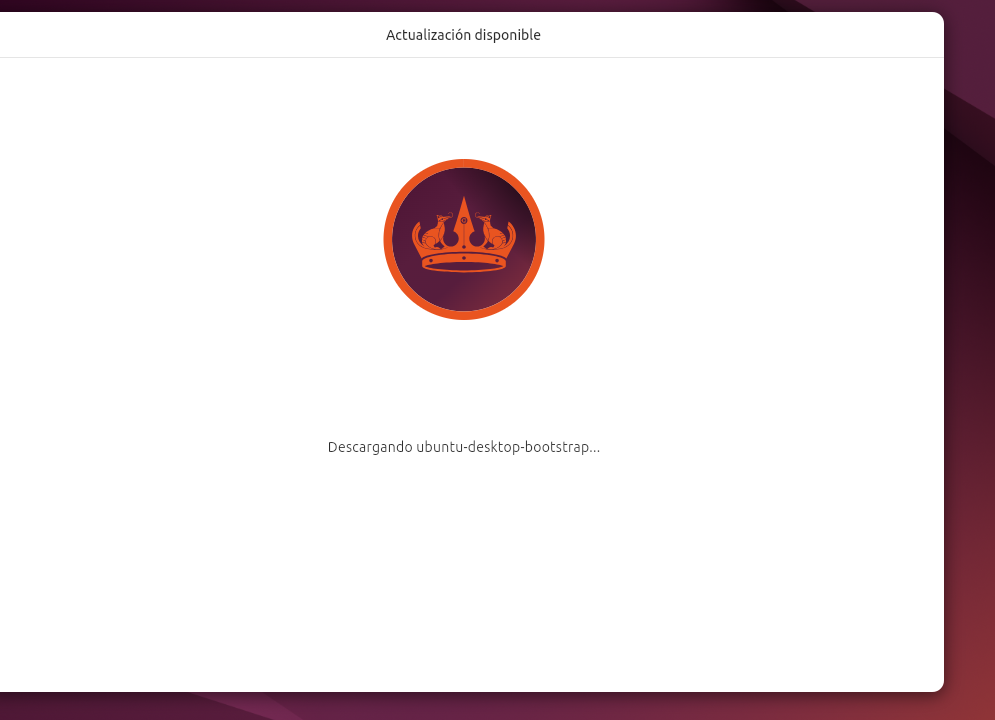 Actualización disponible
Descargando ubuntu-desktop-bootstrap...